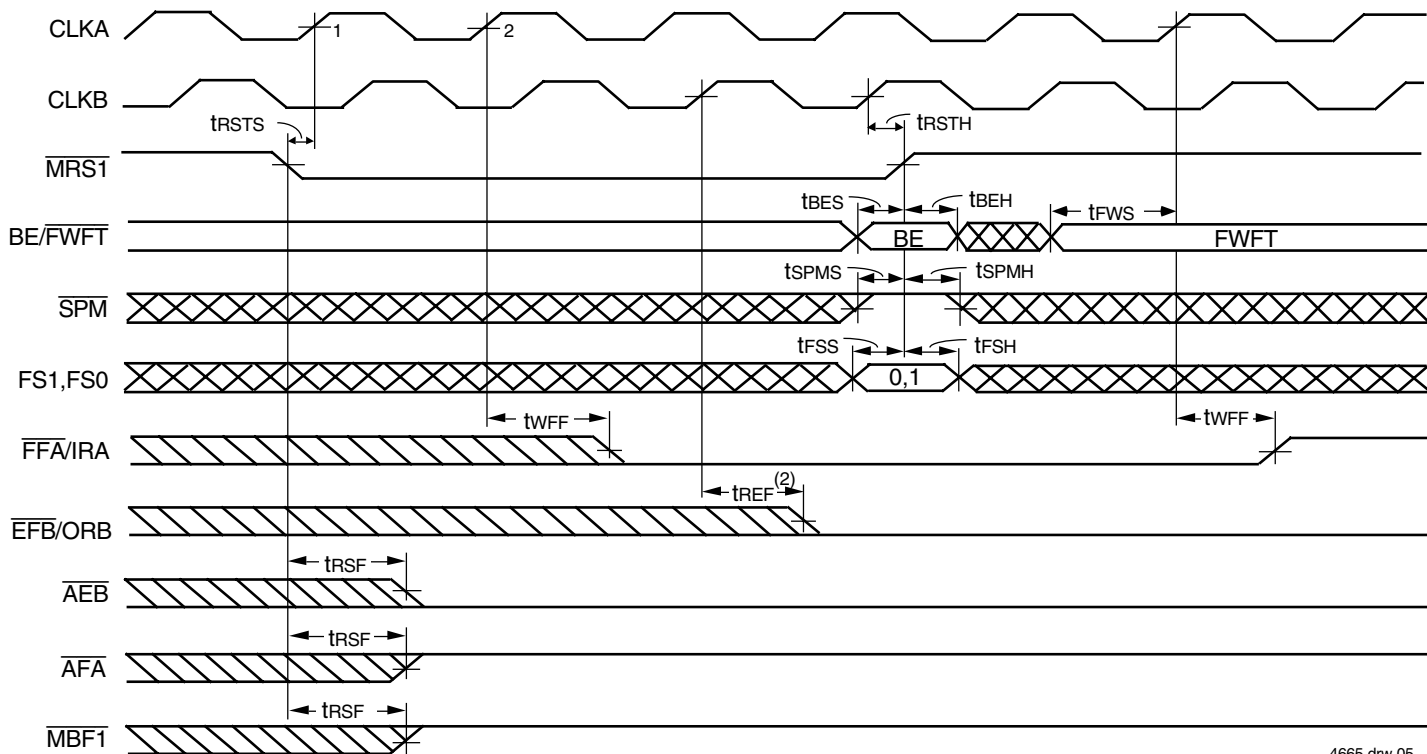 CLKA
1
2
CLKB
tRSTS
tRSTH
MRS1
tBES
tBEH
tFWS
BE/FWFT
BE
FWFT
tSPMS
tSPMH
SPM
tFSS
tFSH
FS1,FS0
0,1
tWFF
tWFF
FFA/IRA
tREF(2)
EFB/ORB
tRSF
AEB
tRSF
AFA
tRSF
MBF1
4665 drw 05